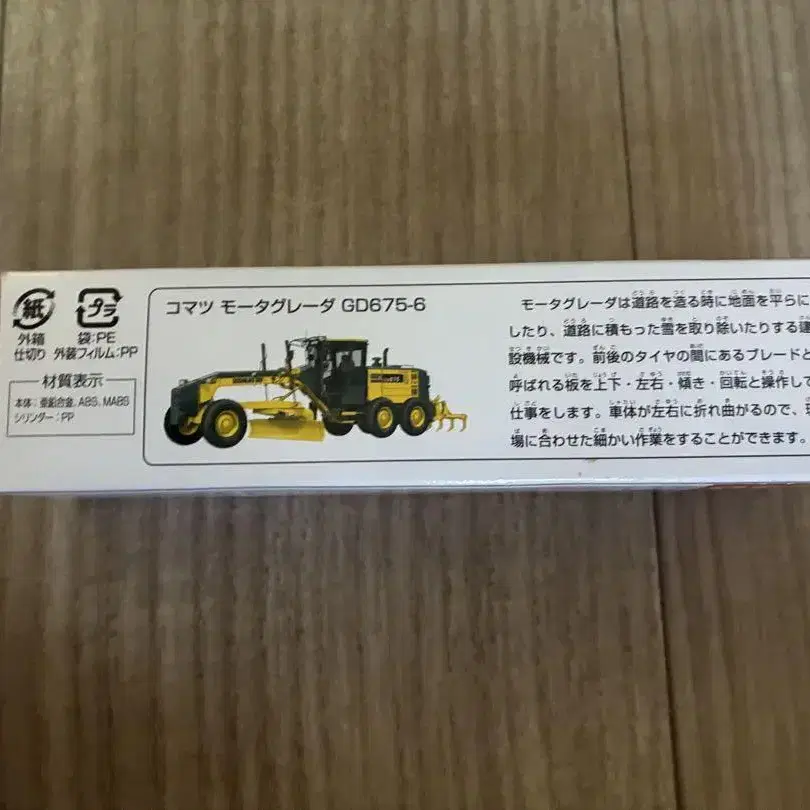 紙
プラ
外箱
仕切り
袋:PE
外装フィルム:PP
材質表示
本体:亜鉛合金, ABS, MABS
シリンダー:PP
コマツ モータグレーダ GD675-6
KOMATSU
モータグレーダは道路を造る時に地面を平らに
したり、道路に積もった雪を取り除いたりする建
設機械です。前後のタイヤの間にあるブレードと
呼ばれる板を上下・左右・傾き・回転と操作して
仕事をします。車体が左右に折れ曲がるので、現
場に合わせた細かい作業をすることができます。